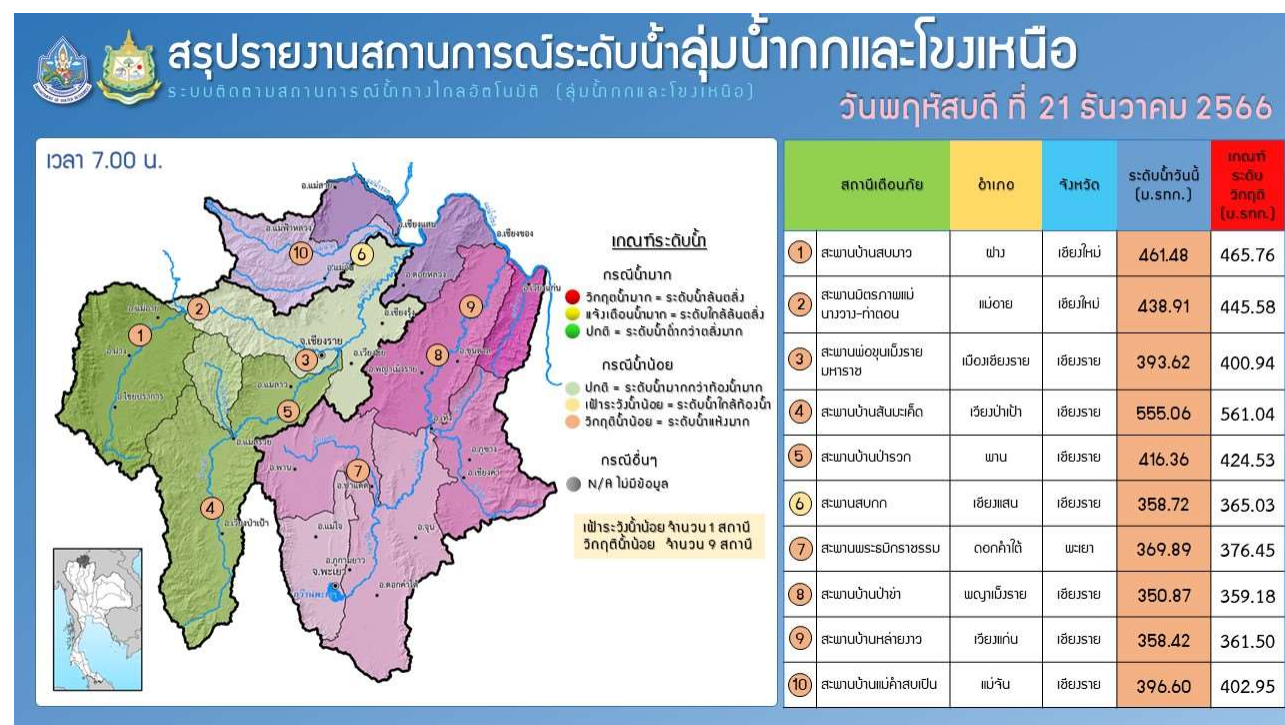 สรุปรายงานสถานการณ์ระดับน้ำลุ่มน้ำกกและโขงเหนือ
ระบบติดตามสถานการณ์น้ำทางไกลอัตโนมัติ (ลุ่มน้ำกกและโขงเหนือ)
วันพฤหัสบดี ที่ 21 ธันวาคม 2566
เวลา 7.00 น.
อ.แม่สาย
อ.แม่ฟ้าหลวง
อ.เชียงแสน
อ.เชียงของ
10
6
อ.ดอยหลวง
9
อ.แม่อาย
2
อ.เชียงรุ้ง
1
จ.เชียงราย
3
8
อ.ขุนตาล
อ.ฝาง
อ.พญาเม็งราย
อ.ไชยปราการ
อ.แม่ลาว
5
อ.เทิง
อ.แม่สรวย
อ.ภูซาง
อ.เชียงคำ
อ.พาน
7
อ.ป่าแดด
4
อ.เวียงป่าเป้า
อ.แม่ใจ
อ.จุน
อ.ภูกามยาว
จ.พะเยา
อ.ดอกคำใต้
เกณฑ์ระดับน้ำ
กรณีน้ำมาก
วิกฤตน้ำมาก = ระดับน้ำล้นตลิ่ง
แจ้งเตือนน้ำมาก = ระดับใกล้ล้นตลิ่ง
ปกติ = ระดับน้ำต่ำกว่าตลิ่งมาก
กรณีน้ำน้อย
ปกติ = ระดับน้ำมากกว่าท้องน้ำมาก
เฝ้าระวังน้ำน้อย = ระดับน้ำใกล้ท้องน้ำ
วิกฤติน้ำน้อย = ระดับน้ำแห้งมาก
กรณีอื่นๆ
N/A ไม่มีข้อมูล
เฝ้าระวังน้ำน้อย จำนวน 1 สถานี
วิกฤติน้ำน้อย จำนวน 9 สถานี
สถานีเตือนภัย อำเภอ จังหวัด ระดับน้ำวันนี้ (ม.รทก.) เกณฑ์ระดับวิกฤติ (ม.รทก.)
1 สะพานบ้านสบมาว ฝาง เชียงใหม่ 461.48 465.76
2 สะพานมิตรภาพแม่นางวาง-ท่าตอน แม่อาย เชียงใหม่ 438.91 445.58
3 สะพานพ่อขุนเม็งรายมหาราช เมืองเชียงราย เชียงราย 393.62 400.94
4 สะพานบ้านสันมะเค็ด เวียงป่าเป้า เชียงราย 555.06 561.04
5 สะพานบ้านป่ารวก พาน เชียงราย 416.36 424.53
6 สะพานสบกก เชียงแสน เชียงราย 358.72 365.03
7 สะพานพระธมิกราชธรรม ดอกคำใต้ พะเยา 369.89 376.45
8 สะพานบ้านป่าข่า พญาเม็งราย เชียงราย 350.87 359.18
9 สะพานบ้านหล่ายงาว เวียงแก่น เชียงราย 358.42 361.50
10 สะพานบ้านแม่คำสบเปิน แม่จัน เชียงราย 396.60 402.95